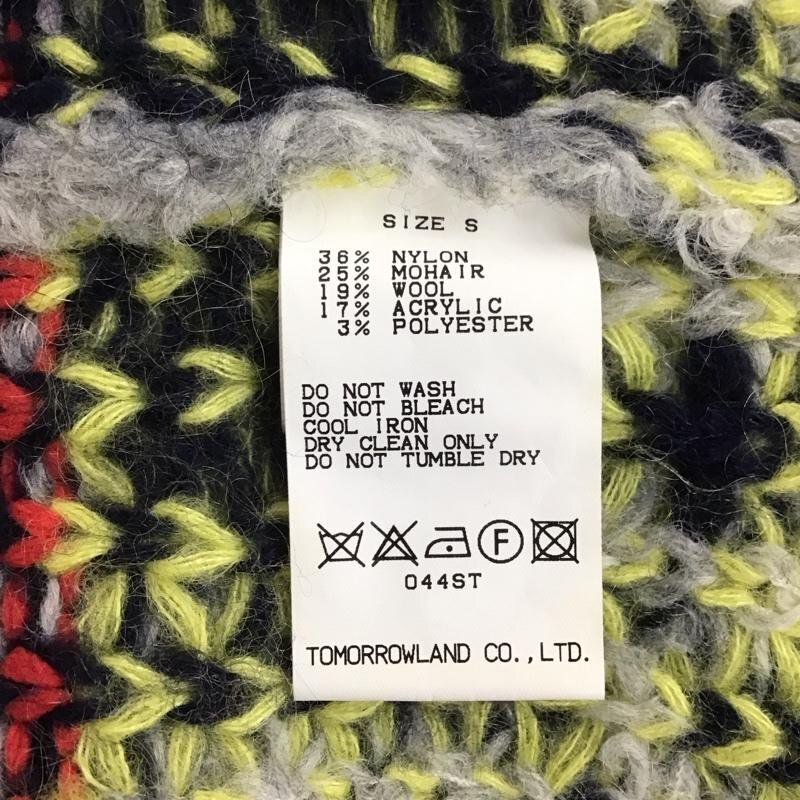 SIZE S
36% NYLON
25% MOHAIR
19% WOOL
17% ACRYLIC
3% POLYESTER
DO NOT WASH
DO NOT BLEACH
COOL IRON
DRY CLEAN ONLY
DO NOT TUMBLE DRY
F
044ST
TOMORROWLAND CO.,LTD.